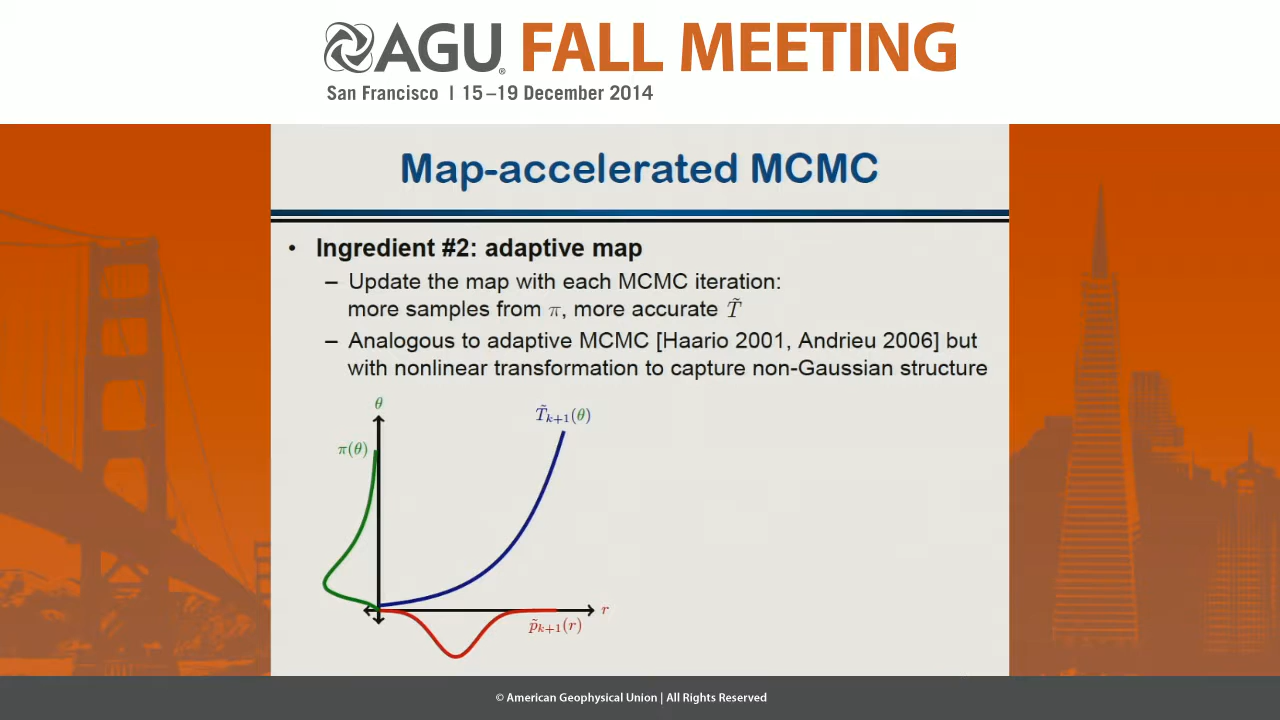 AGU FALL MEETING
San Francisco | 15–19 December 2014
Map-accelerated MCMC
• Ingredient #2: adaptive map
– Update the map with each MCMC iteration:
more samples from π, more accurate T̃
– Analogous to adaptive MCMC [Haario 2001, Andrieu 2006] but
with nonlinear transformation to capture non-Gaussian structure
θ
T̃ₖ₊₁(θ)
π(θ)
r
p̃ₖ₊₁(r)
© American Geophysical Union | All Rights Reserved